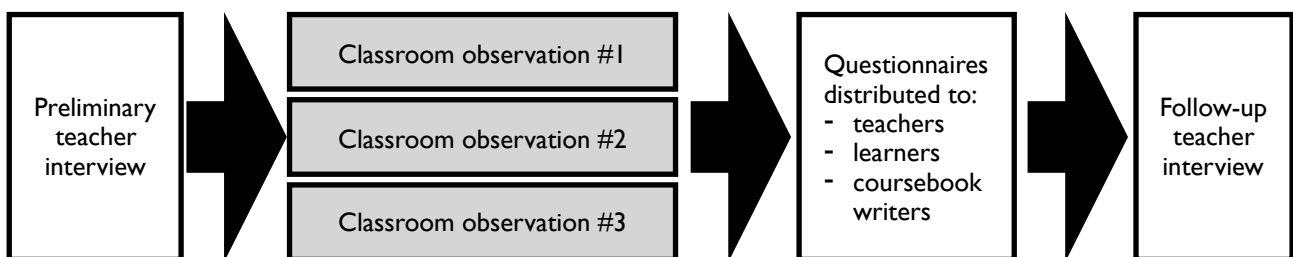 Preliminary
teacher
interview
Classroom observation #1
Classroom observation #2
Classroom observation #3
Questionnaires
distributed to:
- teachers
- learners
- coursebook
writers
Follow-up
teacher
interview